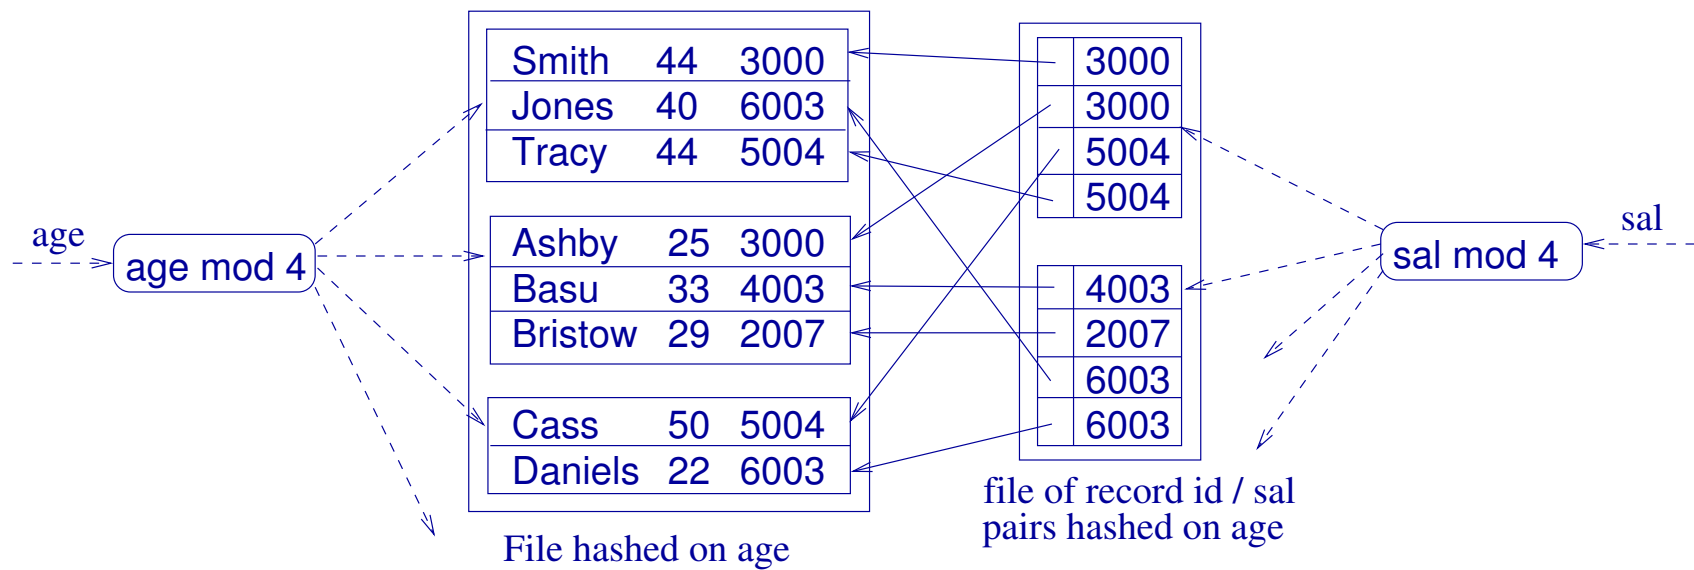 age
age mod 4
Smith 44 3000
Jones 40 6003
Tracy 44 5004
Ashby 25 3000
Basu 33 4003
Bristow 29 2007
Cass 50 5004
Daniels 22 6003
File hashed on age
3000
3000
5004
5004
4003
2007
6003
6003
file of record id / sal
pairs hashed on age
sal mod 4
sal